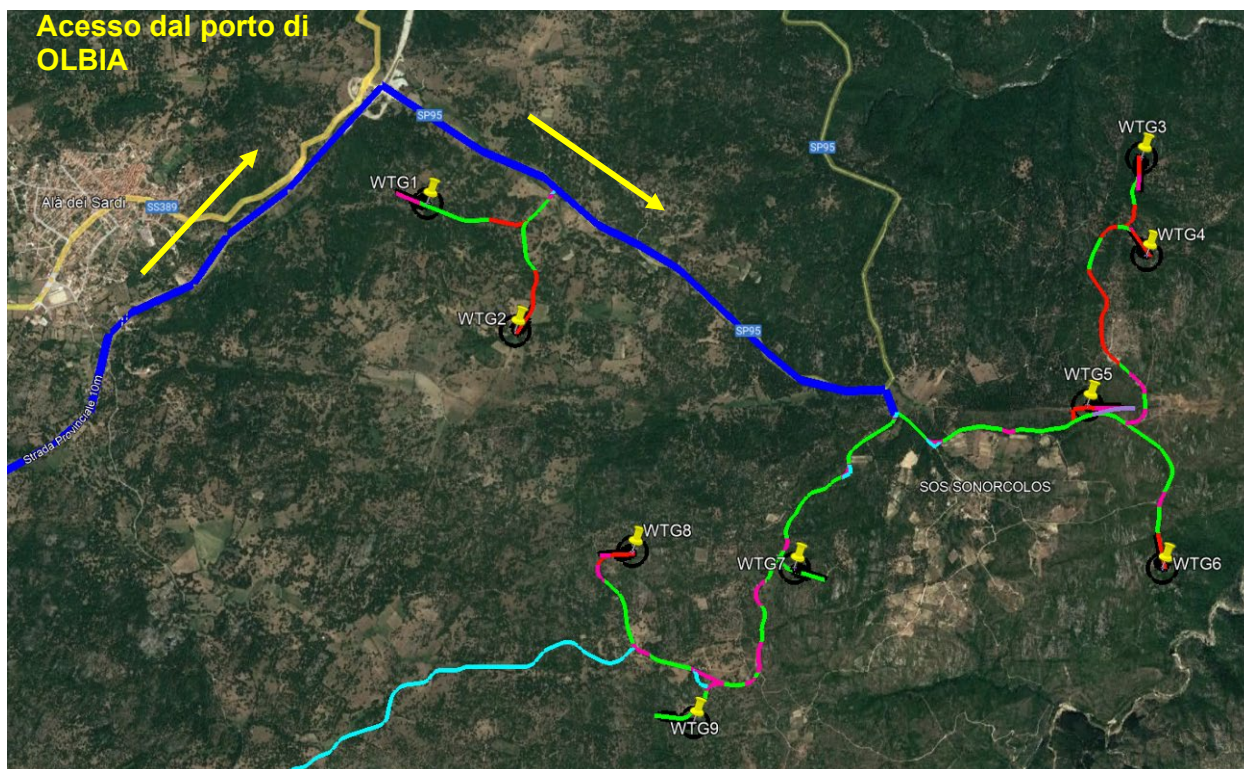 Acesso dal porto di
OLBIA
SP95
SP95
WTG3
WTG1
Alà dei Sardi
SS389
WTG4
WTG2
SP95
WTG5
Strada Provinciale 10m
SOS SONORCOLOS
WTG8
WTG7
WTG6
WTG9